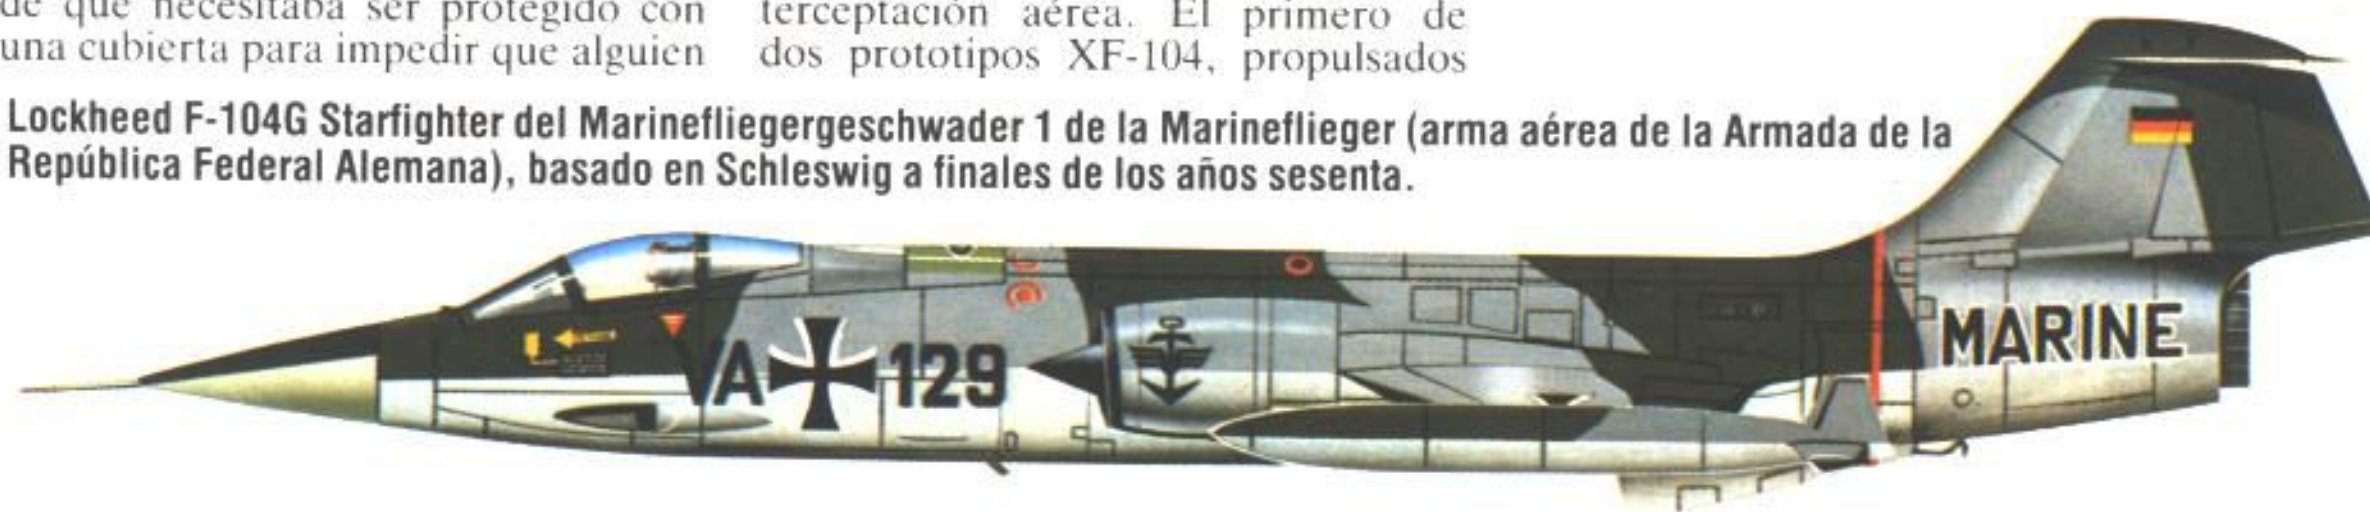 de que necesitaba ser protegido con
una cubierta para impedir que alguien
terceptación aérea. El primero de
dos prototipos XF-104, propulsados
Lockheed F-104G Starfighter del Marinefliegergeschwader 1 de la Marineflieger (arma aérea de la Armada de la
República Federal Alemana), basado en Schleswig a finales de los años sesenta.
VA 129
MARINE